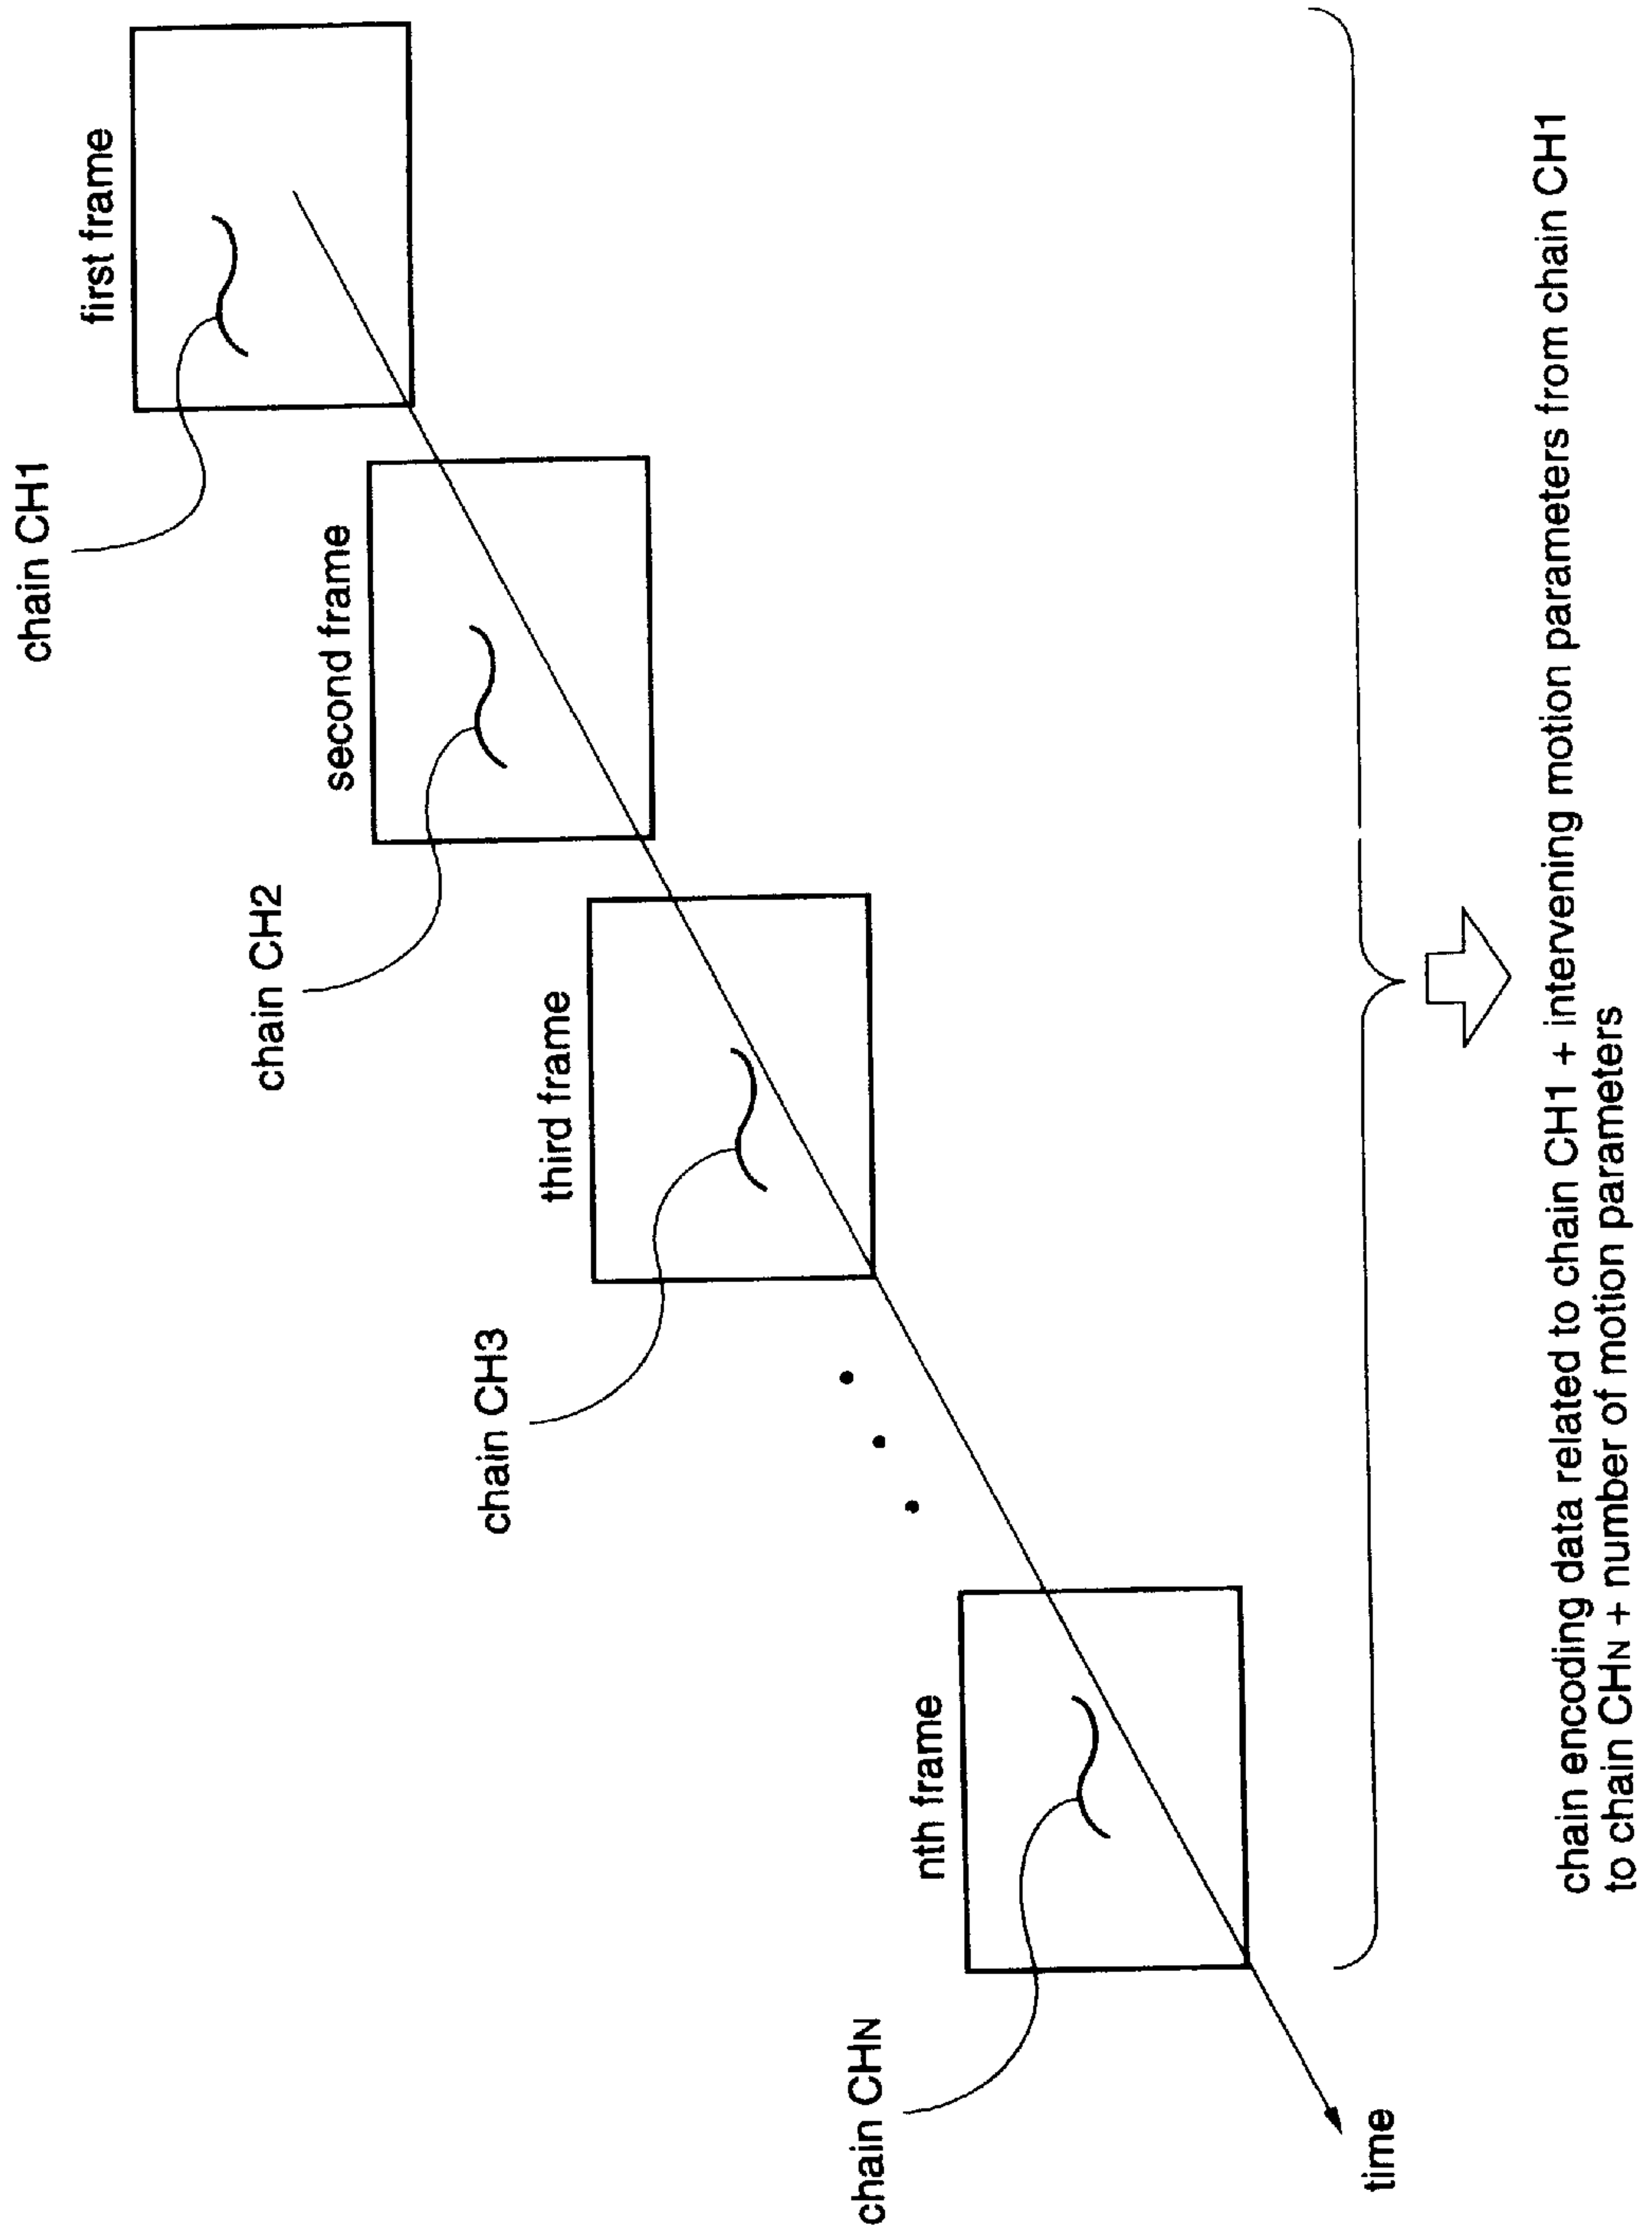 chain CH1
first frame
chain CH2
second frame
chain CH3
third frame
chain CHN
nth frame
time
chain encoding data related to chain CH1 + intervening motion parameters from chain CH1
to chain CHN + number of motion parameters